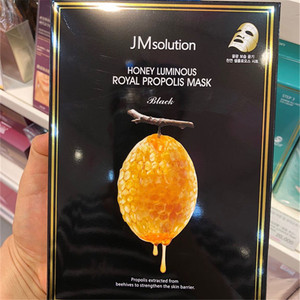 JMsolution
HONEY LUMINOUS
ROYAL PROPOLIS MASK
Black
Propolis extracted from
beehives to strengthen the skin barrier.